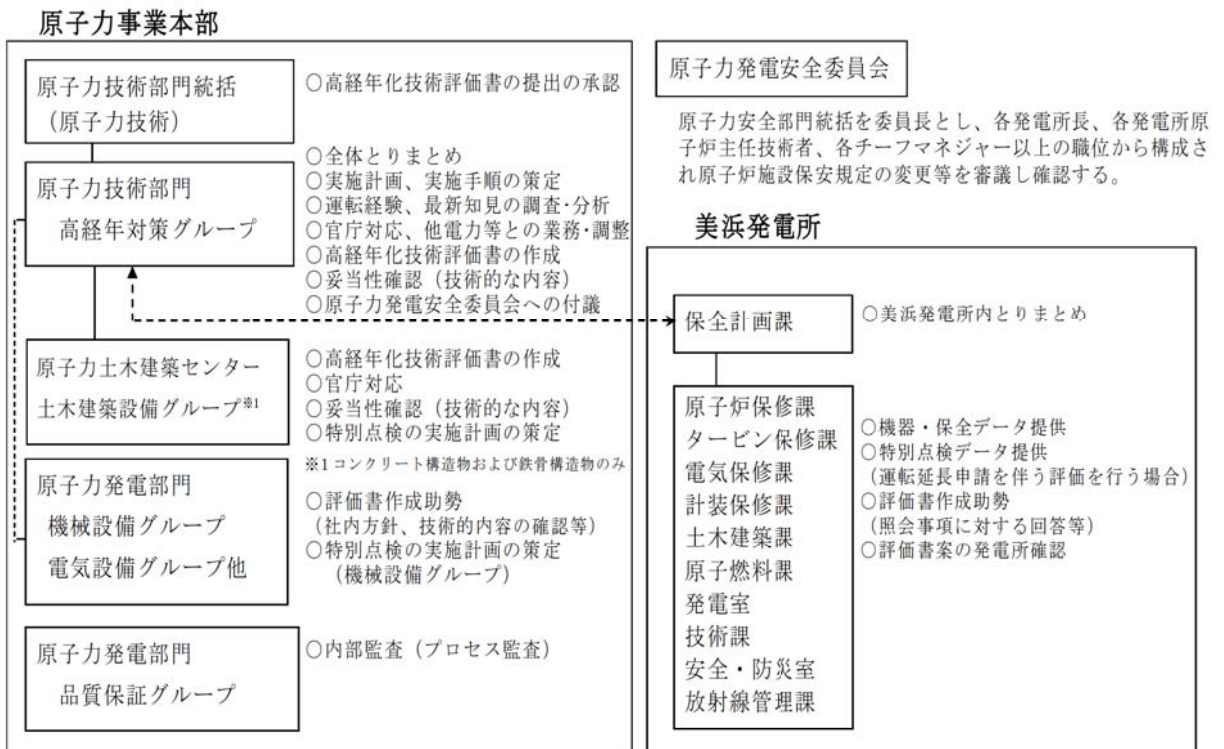 原子力事業本部
原子力技術部門統括
(原子力技術)
○高経年化技術評価書の提出の承認
原子力技術部門
高経年対策グループ
○全体とりまとめ
○実施計画、実施手順の策定
○運転経験、最新知見の調査･分析
○官庁対応、他電力等との業務･調整
○高経年化技術評価書の作成
○妥当性確認（技術的な内容）
○原子力発電安全委員会への付議
原子力土木建築センター
土木建築設備グループ※1
○高経年化技術評価書の作成
○官庁対応
○妥当性確認（技術的な内容）
○特別点検の実施計画の策定
※1 コンクリート構造物および鉄骨構造物のみ
原子力発電部門
機械設備グループ
電気設備グループ他
○評価書作成助勢
（社内方針、技術的内容の確認等）
○特別点検の実施計画の策定
（機械設備グループ）
原子力発電部門
品質保証グループ
○内部監査（プロセス監査）
原子力発電安全委員会
原子力安全部門統括を委員長とし、各発電所長、各発電所原
子炉主任技術者、各チーフマネジャー以上の職位から構成さ
れ原子炉施設保安規定の変更等を審議し確認する。
美浜発電所
保全計画課
○美浜発電所内とりまとめ
原子炉保修課
タービン保修課
電気保修課
計装保修課
土木建築課
原子燃料課
発電室
技術課
安全・防災室
放射線管理課
○機器・保全データ提供
○特別点検データ提供
（運転延長申請を伴う評価を行う場合）
○評価書作成助勢
（照会事項に対する回答等）
○評価書案の発電所確認